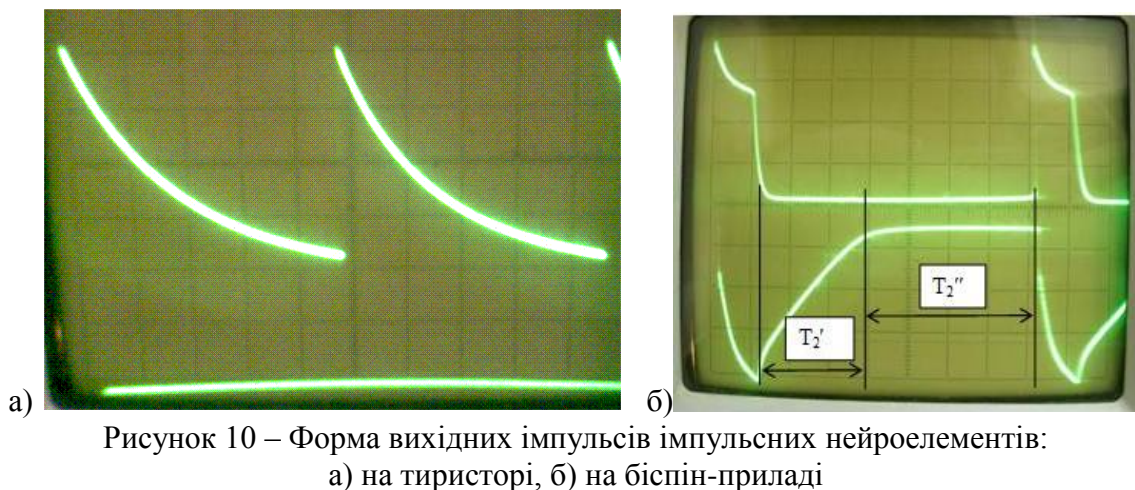 T₂″
T₂′
а)
б)
Рисунок 10 – Форма вихідних імпульсів імпульсних нейроелементів:
а) на тиристорі, б) на біспін-приладі